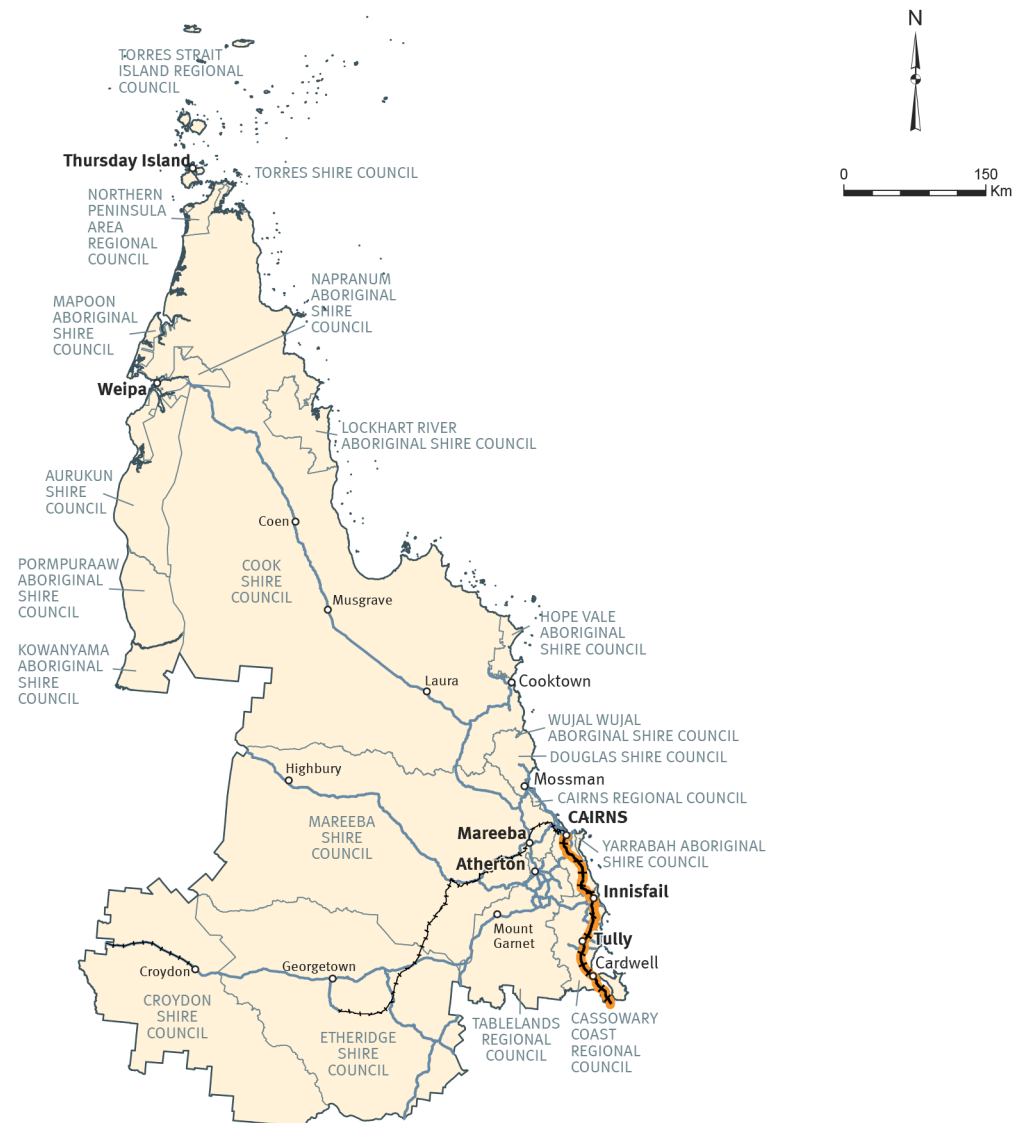 N
TORRES STRAIT
ISLAND REGIONAL
COUNCIL
Thursday Island
TORRES SHIRE COUNCIL
0
150
Km
NORTHERN
PENINSULA
AREA
REGIONAL
COUNCIL
NAPRANUM
ABORIGINAL
SHIRE
COUNCIL
MAPOON
ABORIGINAL
SHIRE
COUNCIL
Weipa
LOCKHART RIVER
ABORIGINAL SHIRE COUNCIL
AURUKUN
SHIRE
COUNCIL
Coen
PORMPURAAW
ABORIGINAL
SHIRE
COUNCIL
COOK
SHIRE
COUNCIL
Musgrave
HOPE VALE
ABORIGINAL
SHIRE COUNCIL
KOWANYAMA
ABORIGINAL
SHIRE
COUNCIL
Laura
Cooktown
WUJAL WUJAL
ABORGINAL SHIRE COUNCIL
DOUGLAS SHIRE COUNCIL
Highbury
Mossman
CAIRNS REGIONAL COUNCIL
CAIRNS
MAREEBA
SHIRE
COUNCIL
Mareeba
YARRABAH ABORIGINAL
SHIRE COUNCIL
Atherton
Innisfail
Mount
Garnet
Tully
Cardwell
Croydon
Georgetown
CROYDON
SHIRE
COUNCIL
ETHERIDGE
SHIRE
COUNCIL
TABLELANDS
REGIONAL
COUNCIL
CASSOWARY
COAST
REGIONAL
COUNCIL